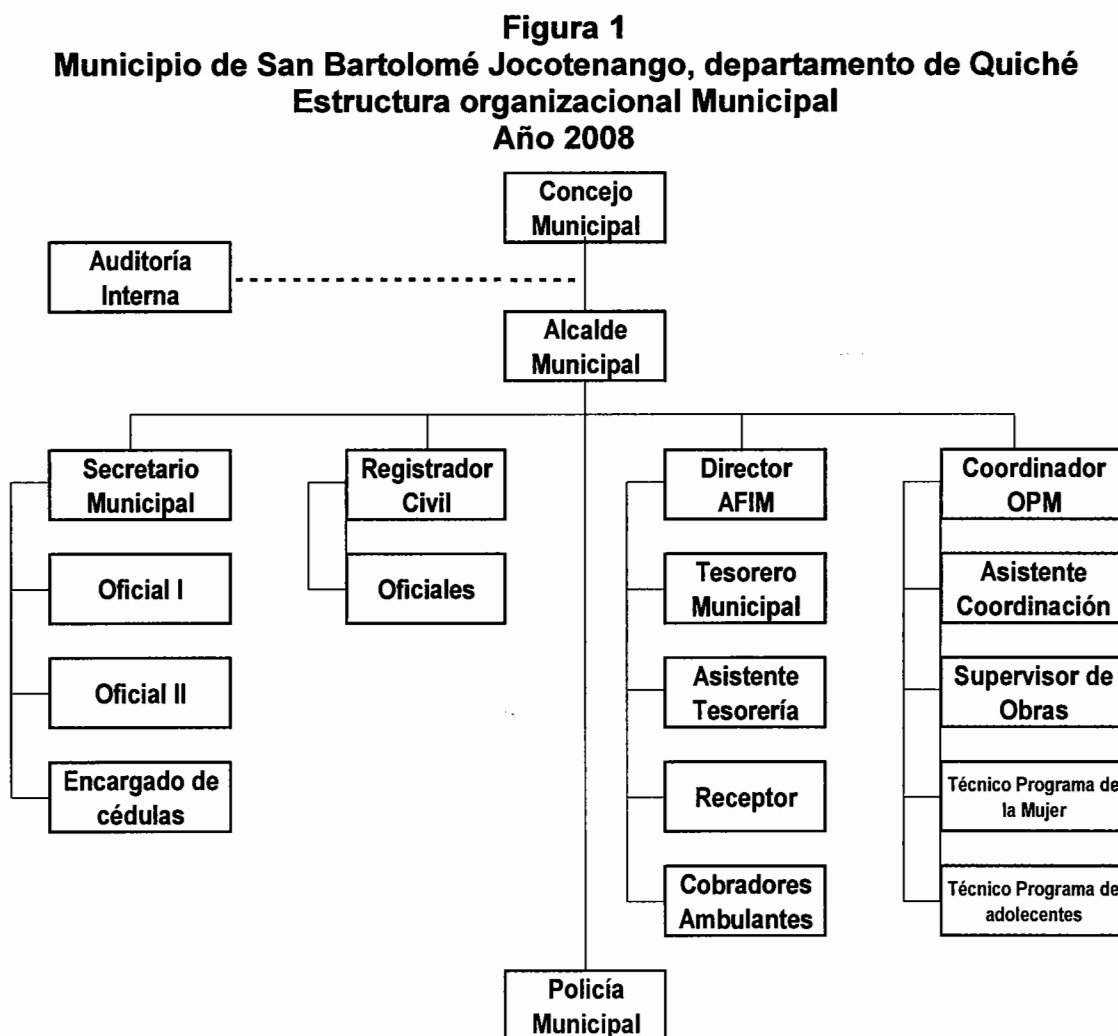 Figura 1
Municipio de San Bartolomé Jocotenango, departamento de Quiché
Estructura organizacional Municipal
Año 2008
Concejo
Municipal
Auditoría
Interna
Alcalde
Municipal
Secretario
Municipal
Oficial I
Oficial II
Encargado de
cédulas
Registrador
Civil
Oficiales
Director
AFIM
Tesorero
Municipal
Asistente
Tesorería
Receptor
Cobradores
Ambulantes
Coordinador
OPM
Asistente
Coordinación
Supervisor de
Obras
Técnico Programa de
la Mujer
Técnico Programa de
adolecentes
Policía
Municipal